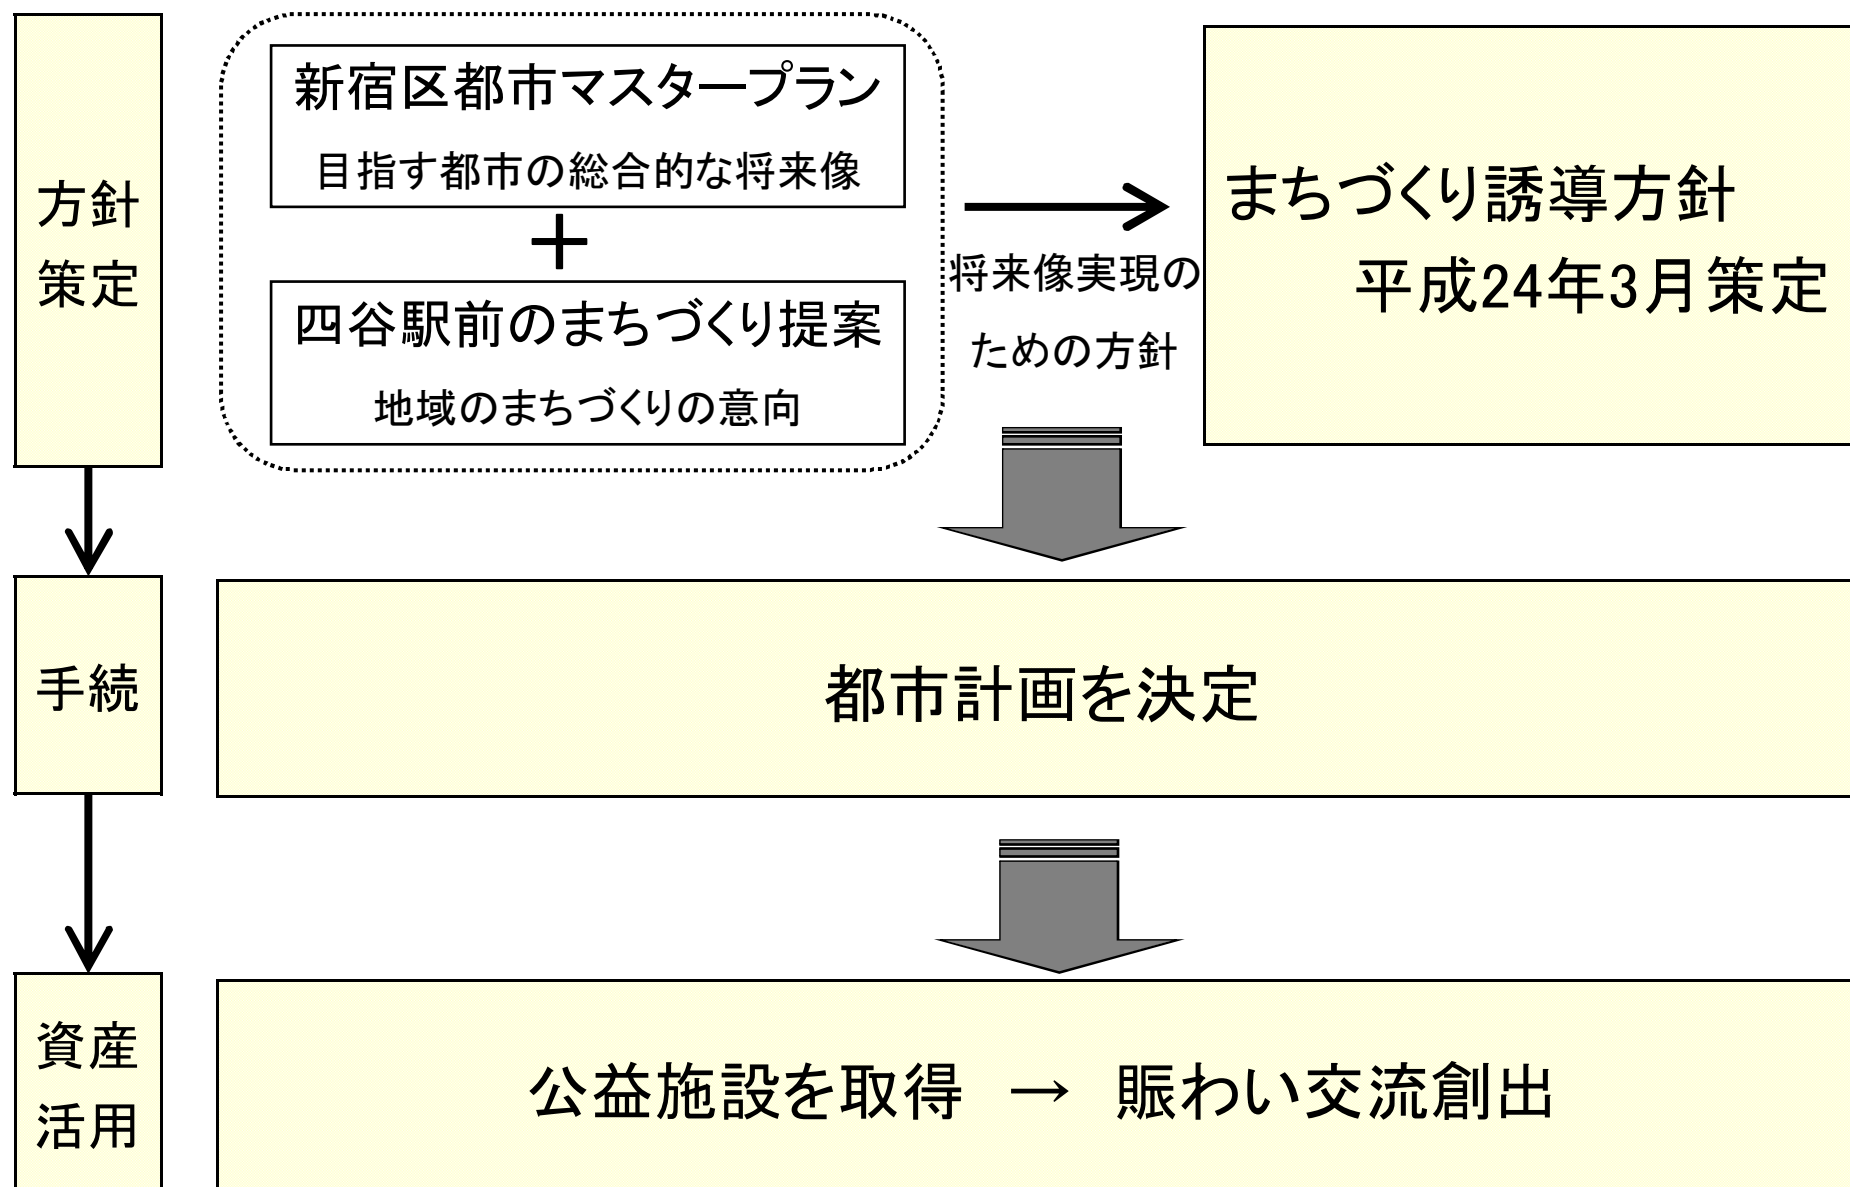 方針
策定
新宿区都市マスタープラン
目指す都市の総合的な将来像
＋
四谷駅前のまちづくり提案
地域のまちづくりの意向
将来像実現の
ための方針
まちづくり誘導方針
平成24年3月策定
手続
都市計画を決定
資産
活用
公益施設を取得　→　賑わい交流創出